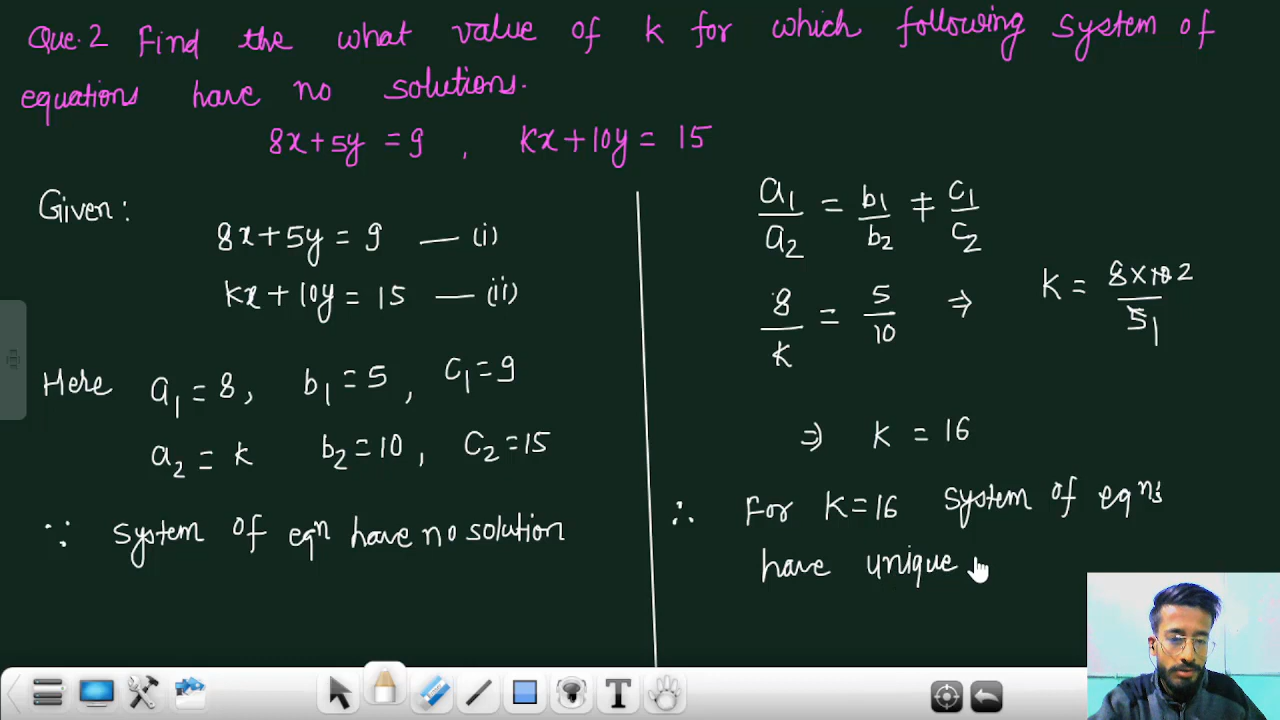 Que.2 Find the what value of k for which following system of
equations have no solutions.
8x+5y = 9 , kx+10y = 15
Given:
8x+5y = 9 — (i)
kx+10y = 15 — (ii)
Here a₁ = 8, b₁ = 5, c₁ = 9
a₂ = k b₂ = 10, c₂ = 15
∵ system of eqⁿ have no solution
a₁/a₂ = b₁/b₂ ≠ c₁/c₂
8/k = 5/10 ⇒ k = 8×10 2/5 1
⇒ k = 16
∴ For k=16 system of eqⁿs
have unique
T